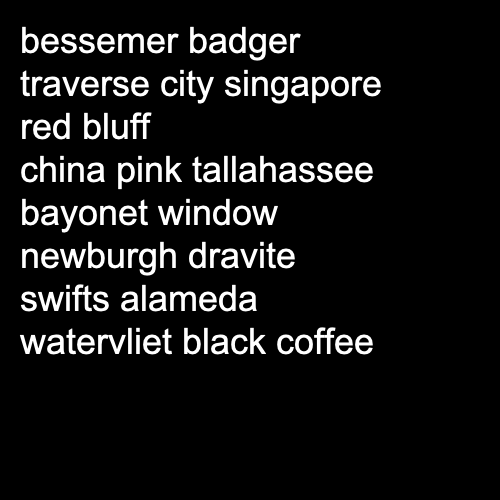 bessemer badger
traverse city singapore
red bluff
china pink tallahassee
bayonet window
newburgh dravite
swifts alameda
watervliet black coffee